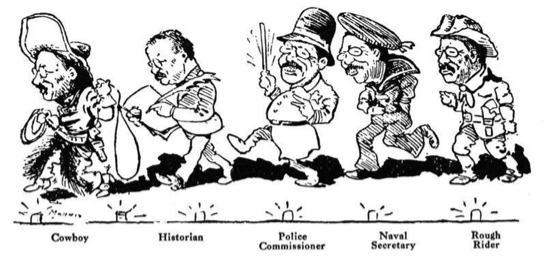 Cowboy
Historian
Police
Commissioner
Naval
Secretary
Rough
Rider